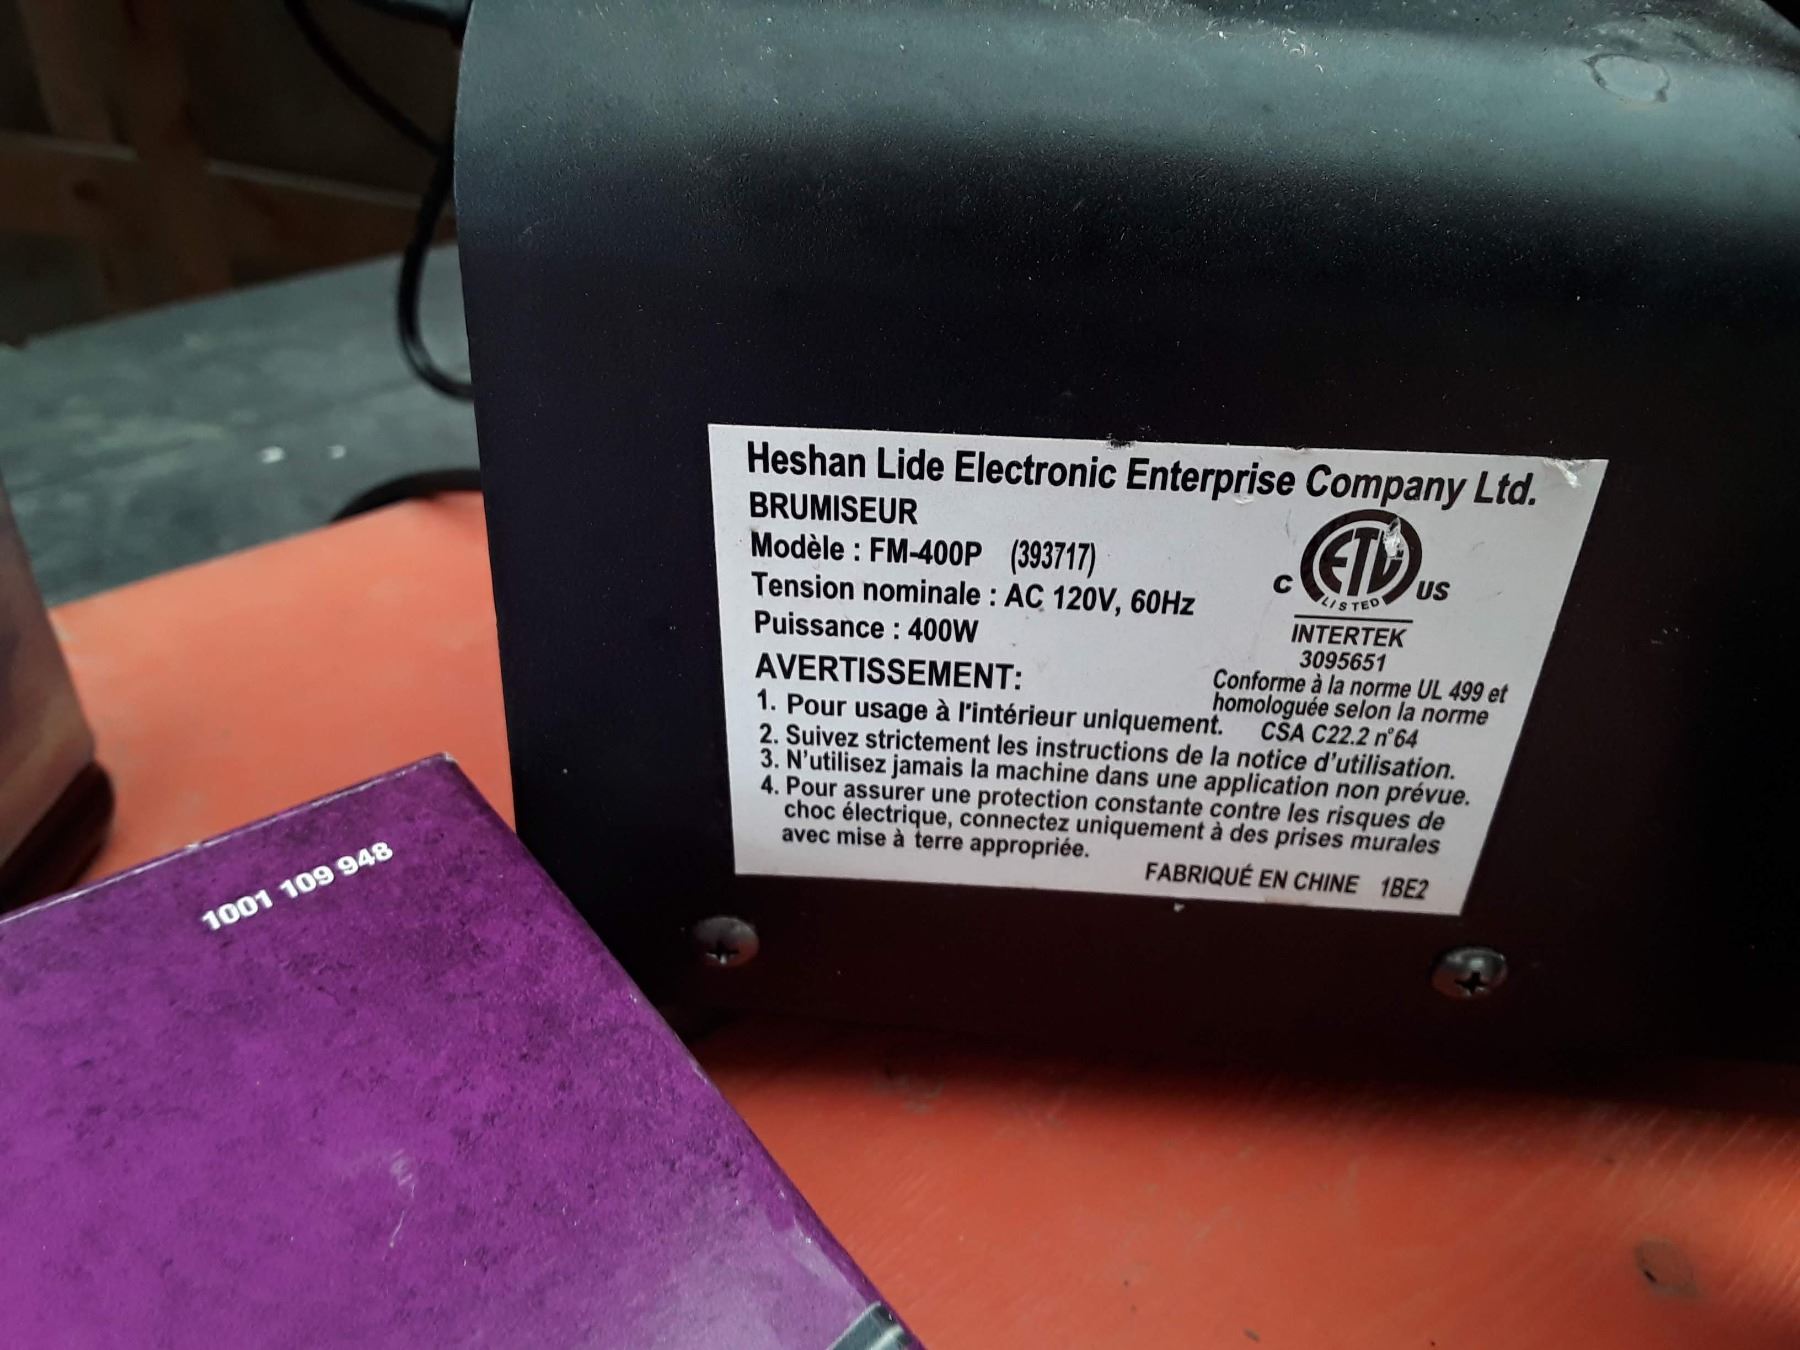 Heshan Lide Electronic Enterprise Company Ltd.
BRUMISEUR
Modèle : FM-400P (393717)
Tension nominale : AC 120V, 60Hz
Puissance : 400W
C ETL US
LISTED
INTERTEK
3095651
Conforme à la norme UL 499 et
homologuée selon la norme
CSA C22.2 n°64
AVERTISSEMENT:
1. Pour usage à l'intérieur uniquement.
2. Suivez strictement les instructions de la notice d'utilisation.
3. N'utilisez jamais la machine dans une application non prévue.
4. Pour assurer une protection constante contre les risques de
choc électrique, connectez uniquement à des prises murales
avec mise à terre appropriée.
FABRIQUÉ EN CHINE 1BE2
1001 109 948